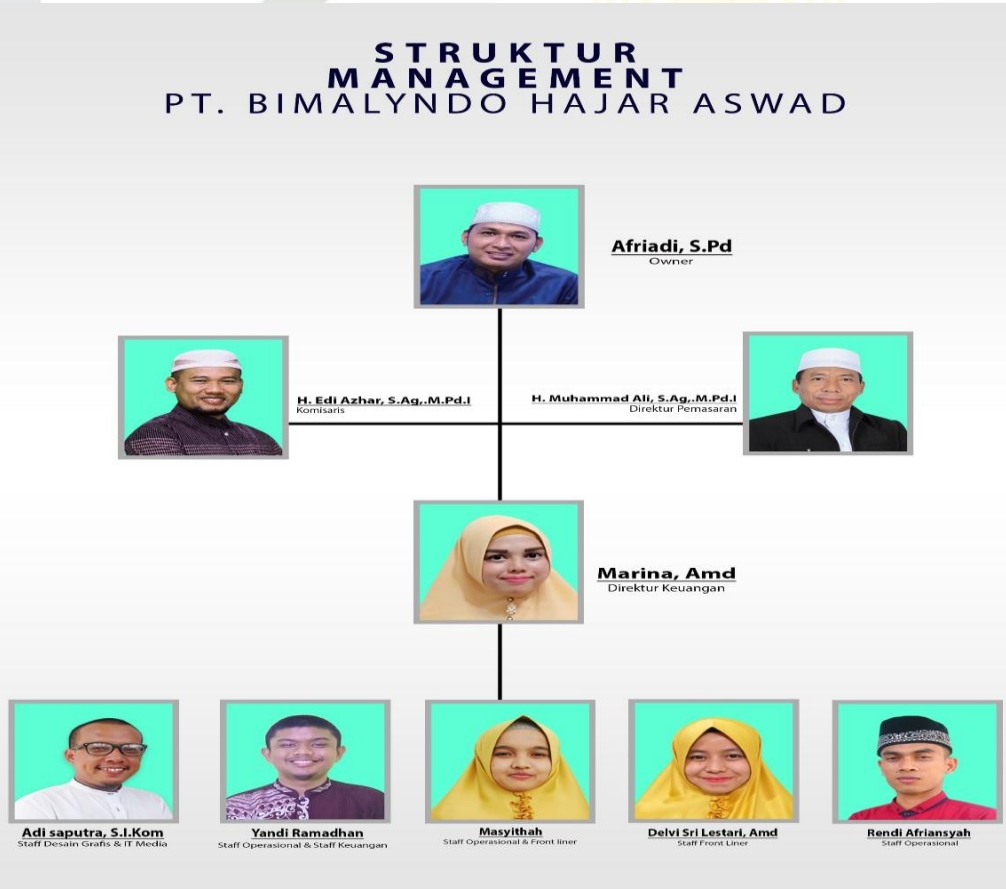 STRUKTUR
MANAGEMENT
PT. BIMALYNDO HAJAR ASWAD
Afriadi, S.Pd
Owner
H. Edi Azhar, S.Ag,.M.Pd.I
Komisaris
H. Muhammad Ali, S.Ag,.M.Pd.I
Direktur Pemasaran
Marina, Amd
Direktur Keuangan
Adi saputra, S.I.Kom
Staff Desain Grafis & IT Media
Yandi Ramadhan
Staff Operasional & Staff Keuangan
Masyithah
Staff Operasional & Front liner
Delvi Sri Lestari, Amd
Staff Front Liner
Rendi Afriansyah
Staff Operasional